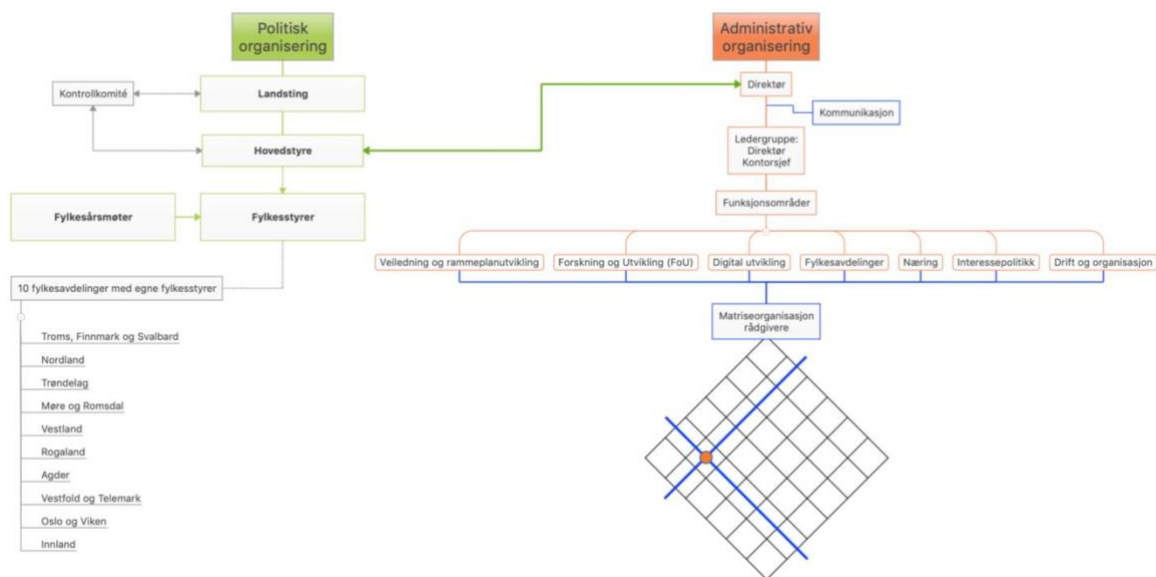 Politisk
organisering
Kontrollkomité
Landsting
Hovedstyre
Fylkesårsmøter
Fylkesstyrer
10 fylkesavdelinger med egne fylkesstyrer
Troms, Finnmark og Svalbard
Nordland
Trøndelag
Møre og Romsdal
Vestland
Rogaland
Agder
Vestfold og Telemark
Oslo og Viken
Innland
Administrativ
organisering
Direktør
Kommunikasjon
Ledergruppe:
Direktør
Kontorsjef
Funksjonsområder
Veiledning og rammeplanutvikling
Forskning og Utvikling (FoU)
Digital utvikling
Fylkesavdelinger
Næring
Interessepolitikk
Drift og organisasjon
Matriseorganisasjon
rådgivere